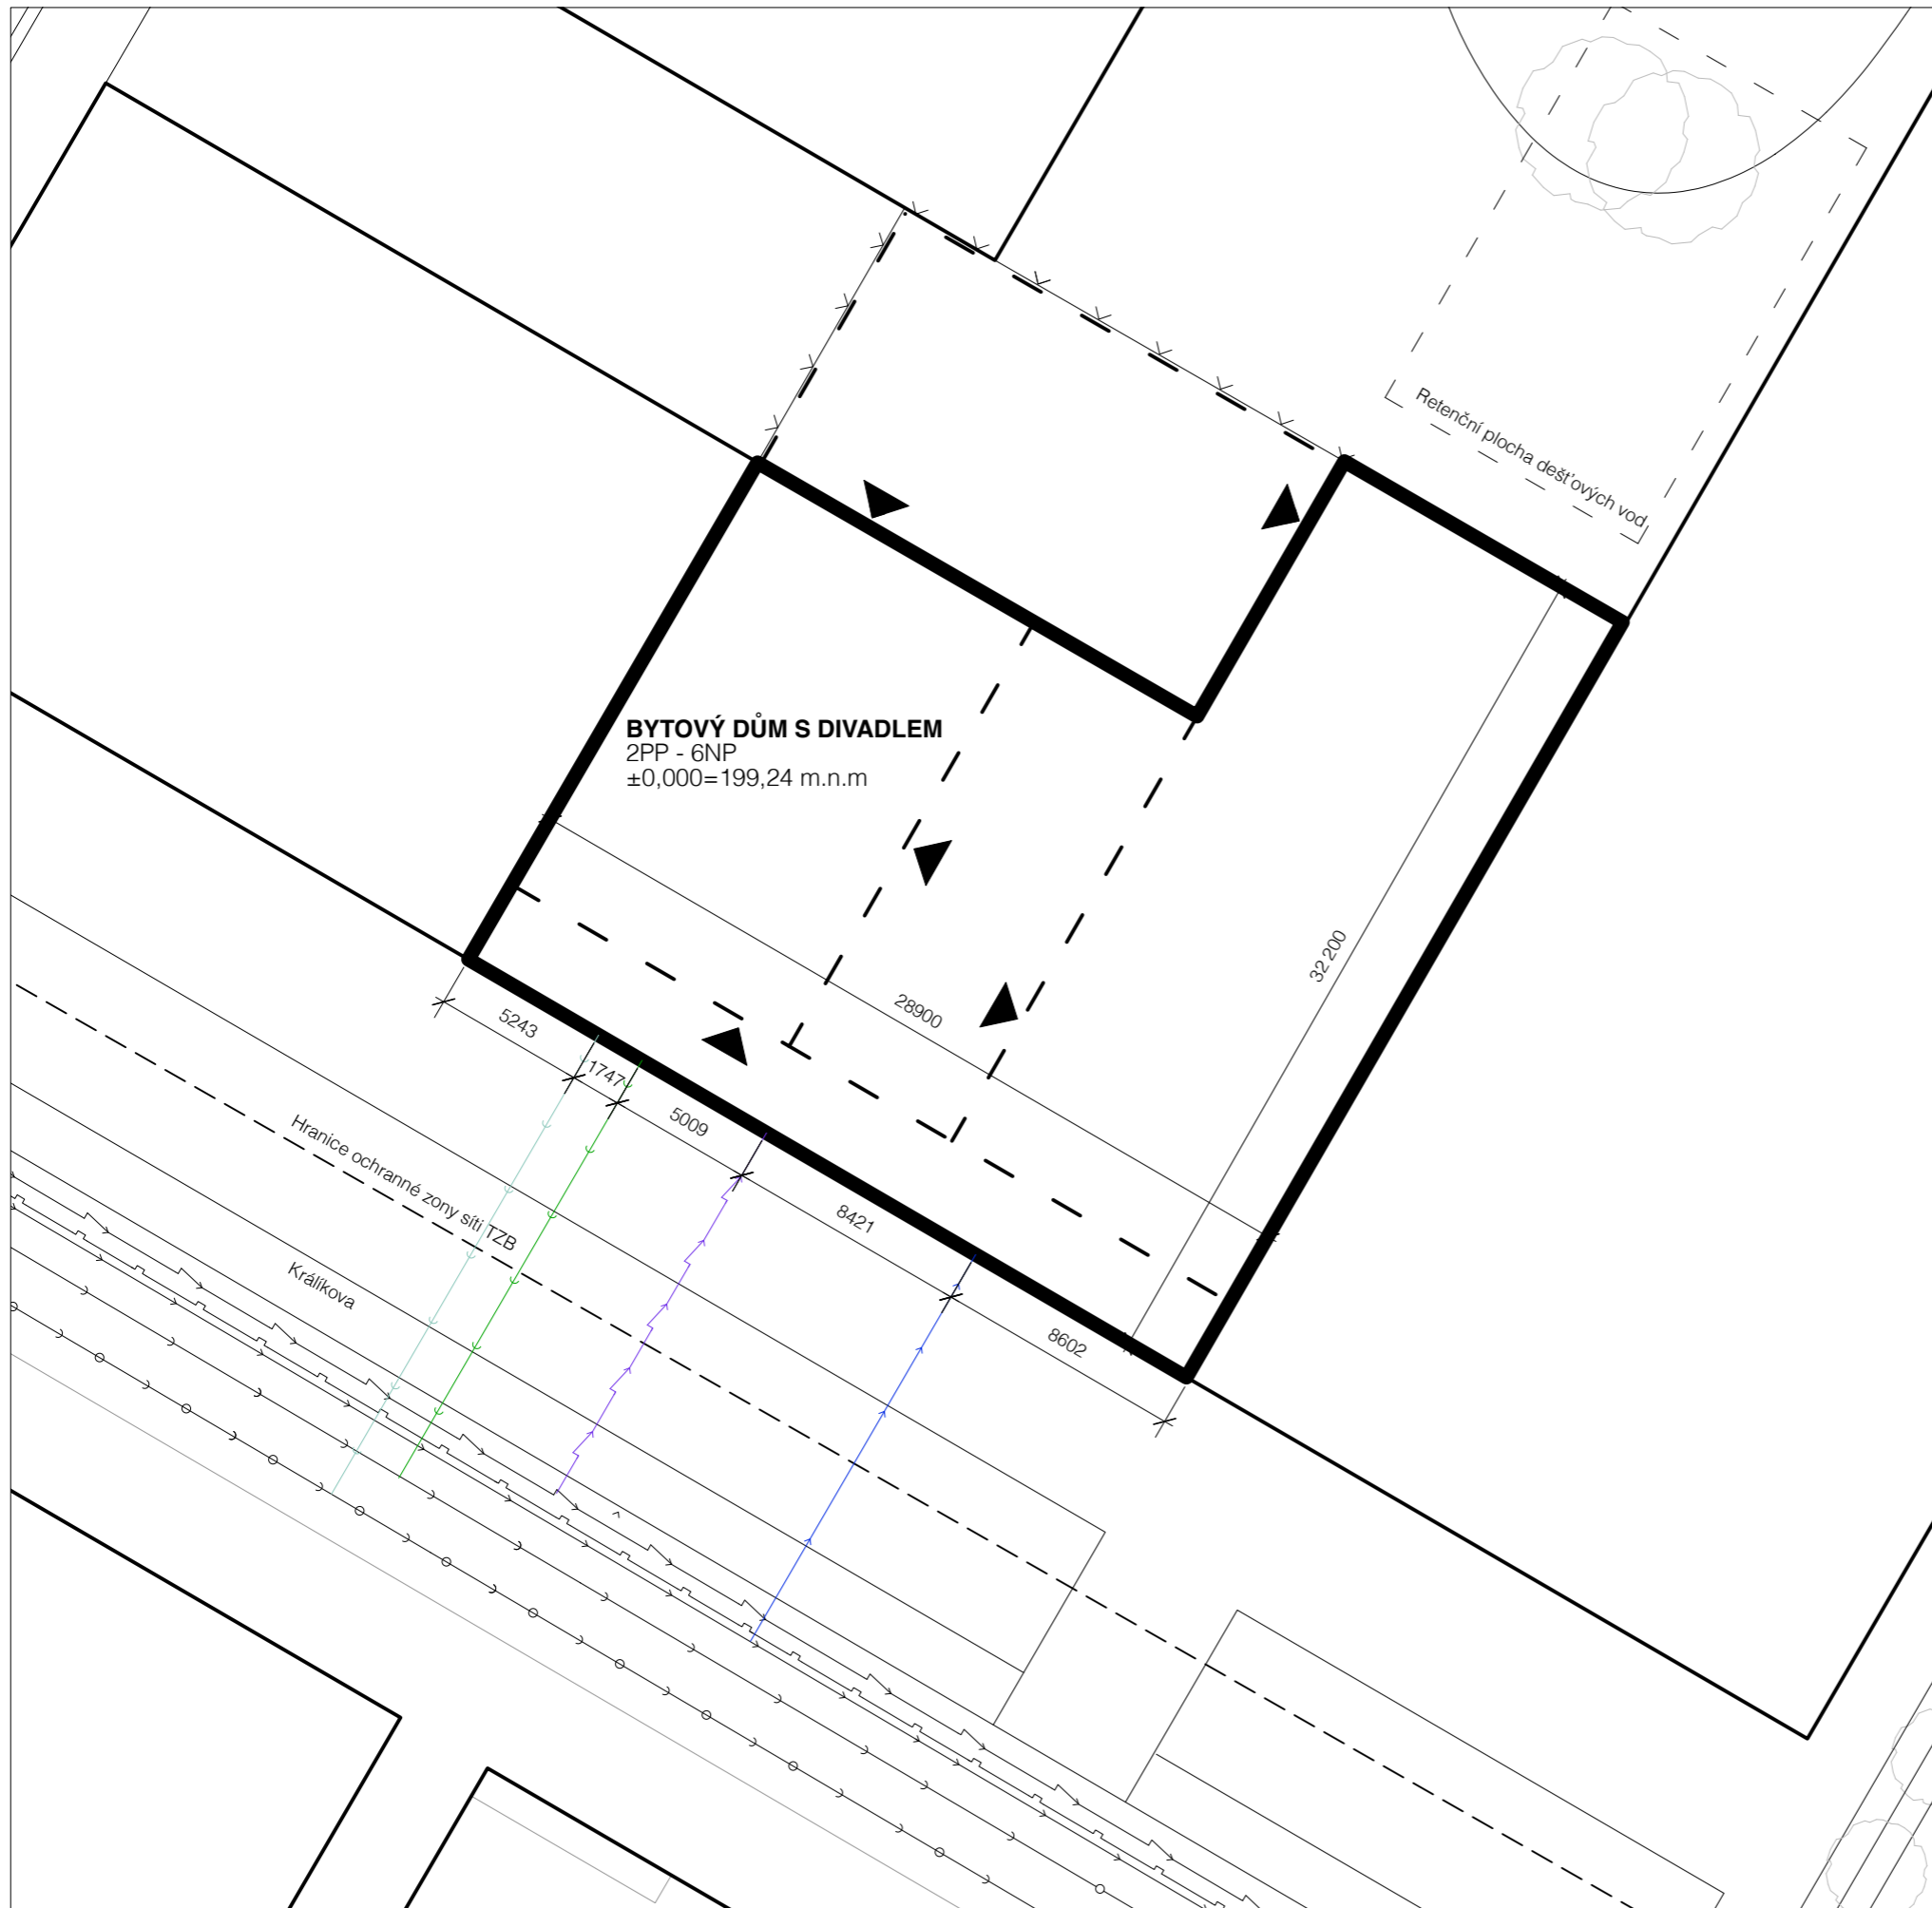 Retenční plocha dešťových vod
BYTOVÝ DŮM S DIVADLEM
2PP - 6NP
±0,000=199,24 m.n.m
32 200
28900
5243
1747
5009
8421
8602
Hranice ochranné zony síti TZB
Králíkova